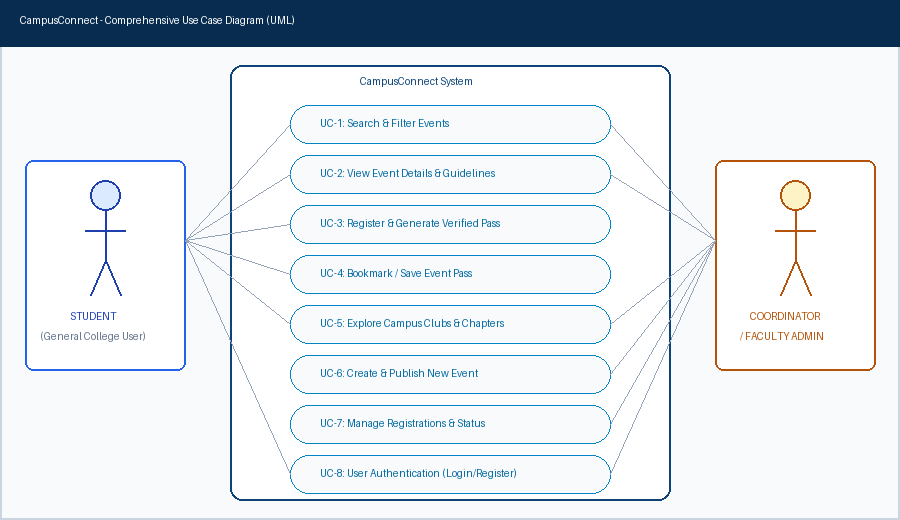 CampusConnect - Comprehensive Use Case Diagram (UML)
CampusConnect System
UC-1: Search & Filter Events
UC-2: View Event Details & Guidelines
UC-3: Register & Generate Verified Pass
UC-4: Bookmark / Save Event Pass
UC-5: Explore Campus Clubs & Chapters
UC-6: Create & Publish New Event
UC-7: Manage Registrations & Status
UC-8: User Authentication (Login/Register)
STUDENT
(General College User)
COORDINATOR
/ FACULTY ADMIN